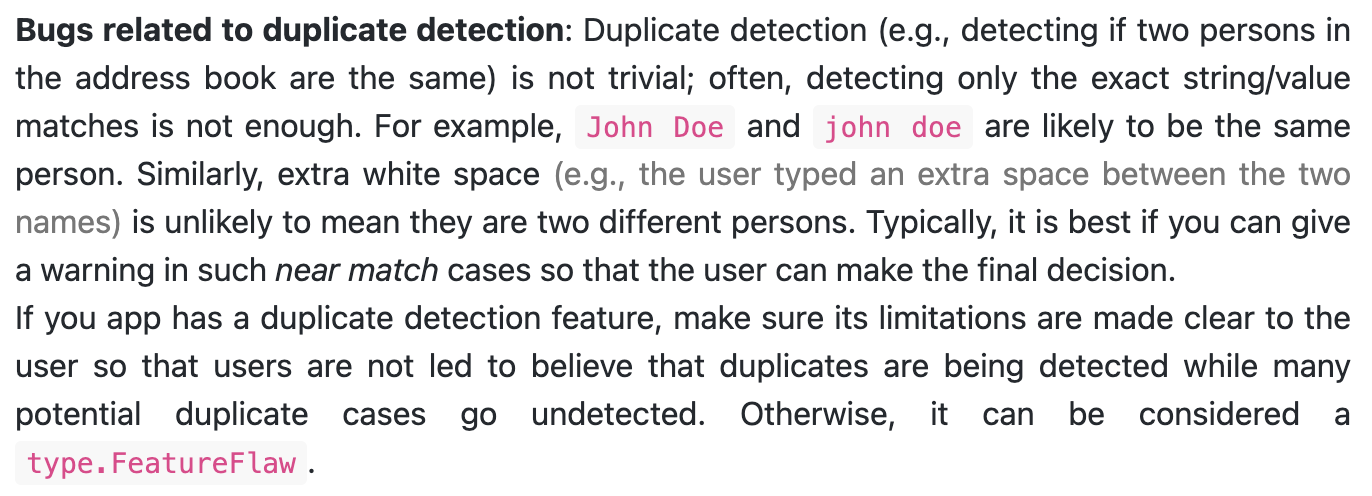 Bugs related to duplicate detection: Duplicate detection (e.g., detecting if two persons in
the address book are the same) is not trivial; often, detecting only the exact string/value
matches is not enough. For example, John Doe and john doe are likely to be the same
person. Similarly, extra white space (e.g., the user typed an extra space between the two
names) is unlikely to mean they are two different persons. Typically, it is best if you can give
a warning in such near match cases so that the user can make the final decision.
If you app has a duplicate detection feature, make sure its limitations are made clear to the
user so that users are not led to believe that duplicates are being detected while many
potential duplicate cases go undetected. Otherwise, it can be considered a
type.FeatureFlaw.